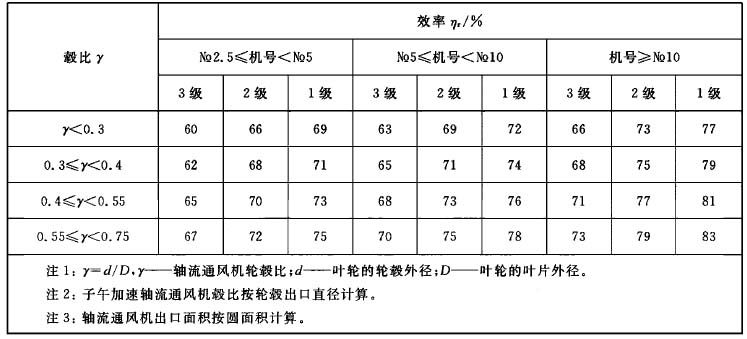 毂比 γ 效率 ηr/%
№2.5≤机号<№5 №5≤机号<№10 机号≥№10
3 级 2 级 1 级 3 级 2 级 1 级 3 级 2 级 1 级
γ<0.3 60 66 69 63 69 72 66 73 77
0.3≤γ<0.4 62 68 71 65 71 74 68 75 79
0.4≤γ<0.55 65 70 73 68 73 76 71 77 81
0.55≤γ<0.75 67 72 75 70 75 78 73 79 83
注 1: γ=d/D,γ——轴流通风机轮毂比;d——叶轮的轮毂外径;D——叶轮的叶片外径。
注 2: 子午加速轴流通风机毂比按轮毂出口直径计算。
注 3: 轴流通风机出口面积按圆面积计算。